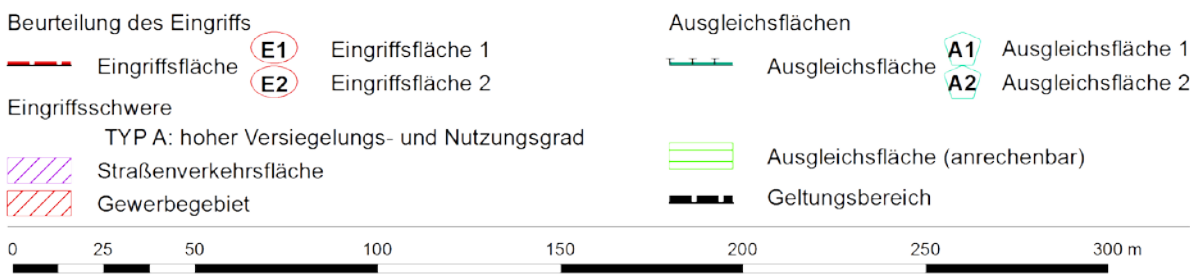 Beurteilung des Eingriffs
Eingriffsfläche
E1 Eingriffsfläche 1
E2 Eingriffsfläche 2
Eingriffsschwere
TYP A: hoher Versiegelungs- und Nutzungsgrad
Straßenverkehrsfläche
Gewerbegebiet
Ausgleichsflächen
Ausgleichsfläche
A1 Ausgleichsfläche 1
A2 Ausgleichsfläche 2
Ausgleichsfläche (anrechenbar)
Geltungsbereich
0 25 50 100 150 200 250 300 m